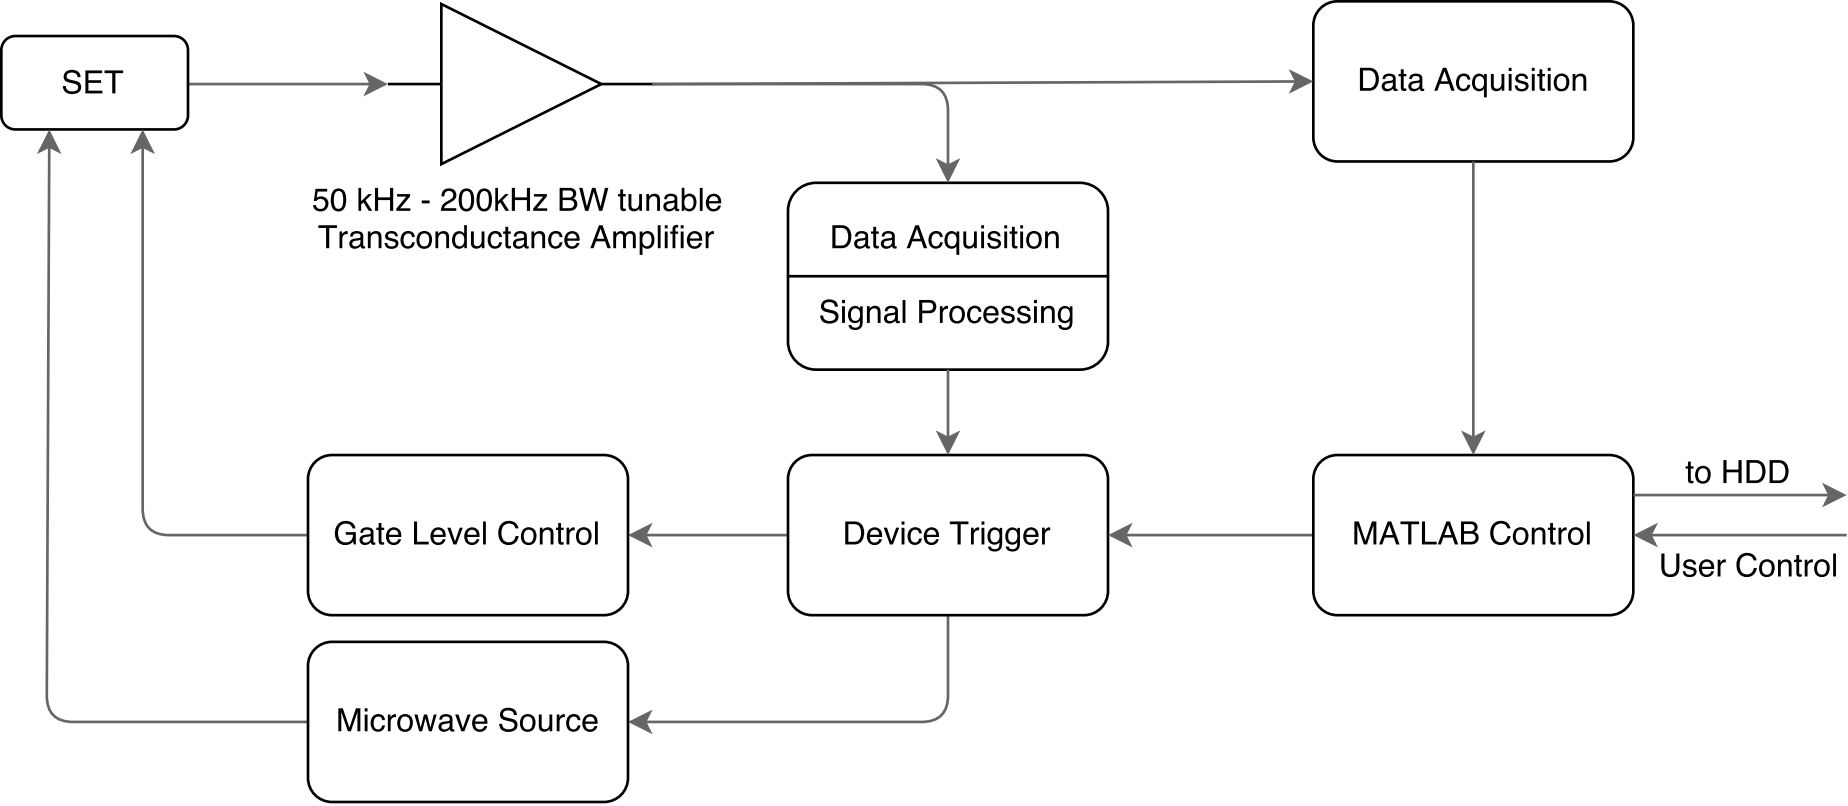 SET
Data Acquisition
50 kHz - 200kHz BW tunable
Transconductance Amplifier
Data Acquisition
Signal Processing
Gate Level Control
Device Trigger
MATLAB Control
to HDD
User Control
Microwave Source